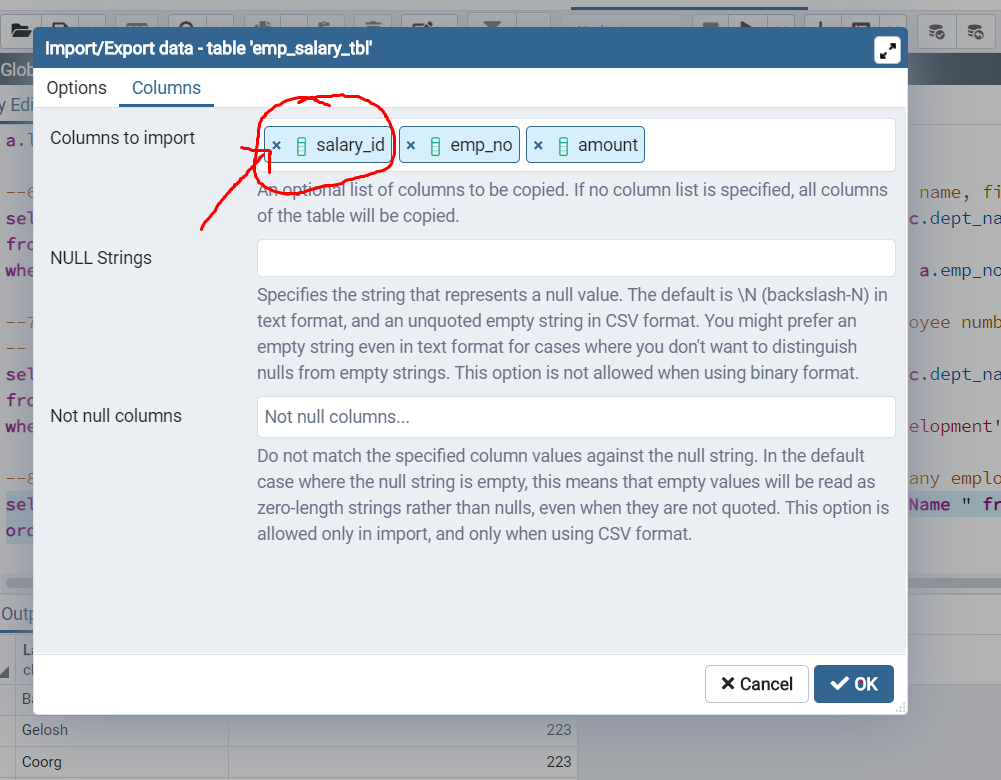 Import/Export data - table 'emp_salary_tbl'
Glob
Options Columns
y Edi
Columns to import
× salary_id × emp_no × amount
a.l
An optional list of columns to be copied. If no column list is specified, all columns
of the table will be copied.
--6 name, fi
sel c.dept_na
fro
NULL Strings
whe a.emp_no
Specifies the string that represents a null value. The default is \N (backslash-N) in
text format, and an unquoted empty string in CSV format. You might prefer an
empty string even in text format for cases where you don't want to distinguish
nulls from empty strings. This option is not allowed when using binary format.
--7 oyee numb
--
sel c.dept_na
fro
Not null columns
Not null columns...
whe elopment'
Do not match the specified column values against the null string. In the default
case where the null string is empty, this means that empty values will be read as
zero-length strings rather than nulls, even when they are not quoted. This option is
allowed only in import, and only when using CSV format.
--8 any emplo
sel Name " fr
ord
Outp
La
Cancel OK
Ba
Gelosh 223
Coorg 223